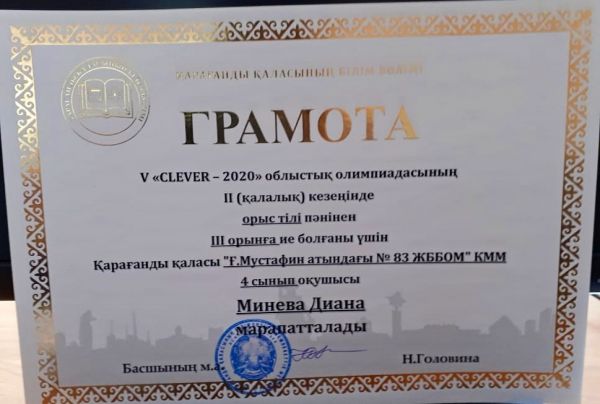 ҚАРАҒАНДЫ ҚАЛАСЫНЫҢ БІЛІМ БӨЛІМІ
ГРАМОТА
V «CLEVER – 2020» облыстық олимпиадасының
II (қалалық) кезеңінде
орыс тілі пәнінен
III орынға ие болғаны үшін
Қарағанды қаласы "Ғ.Мустафин атындағы № 83 ЖББОМ" КММ
4 сынып оқушысы
Минева Диана
марапатталады
Басшының м.а.
Н.Головина